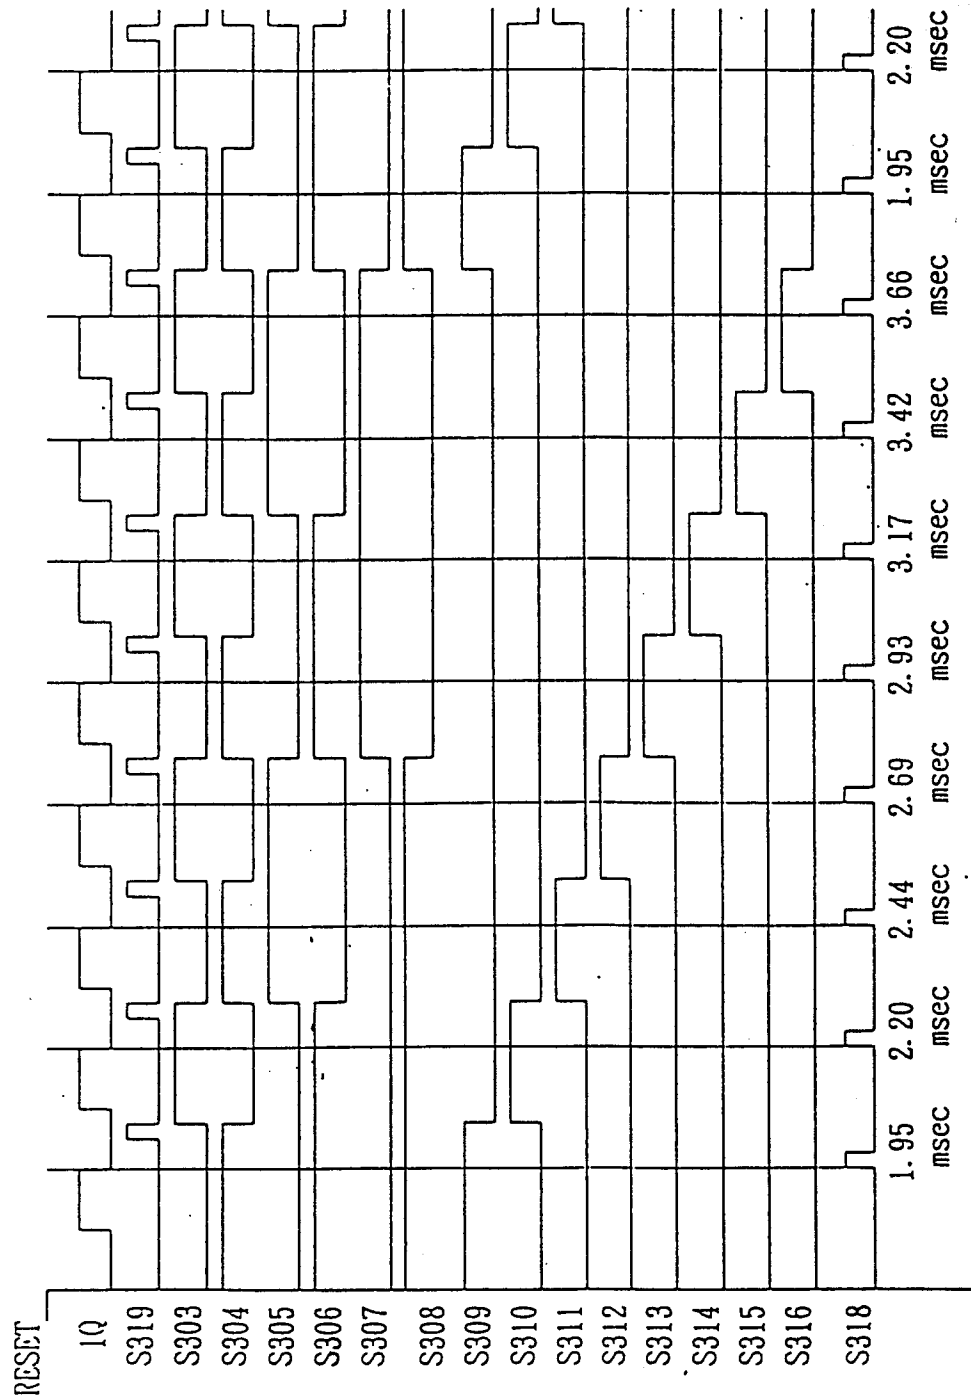 RESET
1Q
S319
S303
S304
S305
S306
S307
S308
S309
S310
S311
S312
S313
S314
S315
S316
S318
1.95 msec
2.20 msec
2.44 msec
2.69 msec
2.93 msec
3.17 msec
3.42 msec
3.66 msec
1.95 msec
2.20 msec